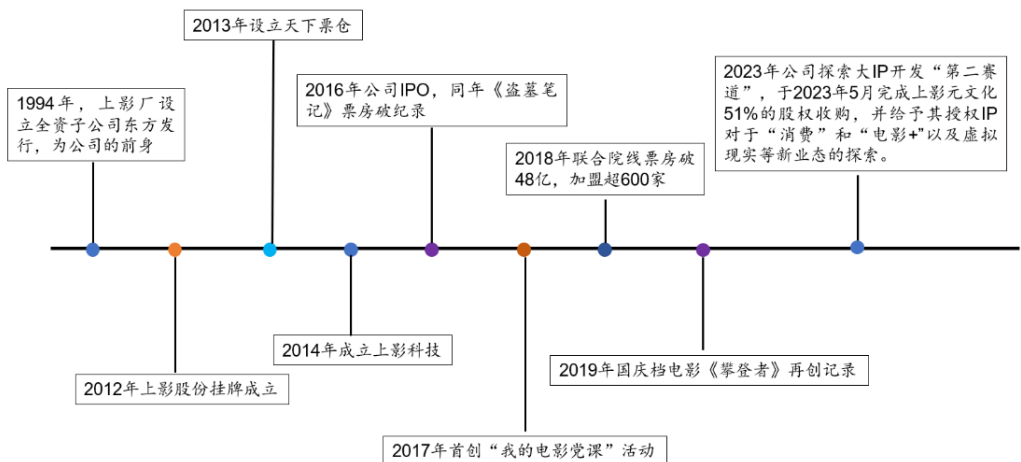 1994年，上影厂设
立全资子公司东方发
行，为公司的前身
2012年上影股份挂牌成立
2013年设立天下票仓
2014年成立上影科技
2016年公司IPO，同年《盗墓笔
记》票房破纪录
2017年首创“我的电影党课”活动
2018年联合院线票房破
48亿，加盟超600家
2019年国庆档电影《攀登者》再创记录
2023年公司探索大IP开发“第二赛
道”，于2023年5月完成上影元文化
51%的股权收购，并给予其授权IP
对于“消费”和“电影+”以及虚拟
现实等新业态的探索。